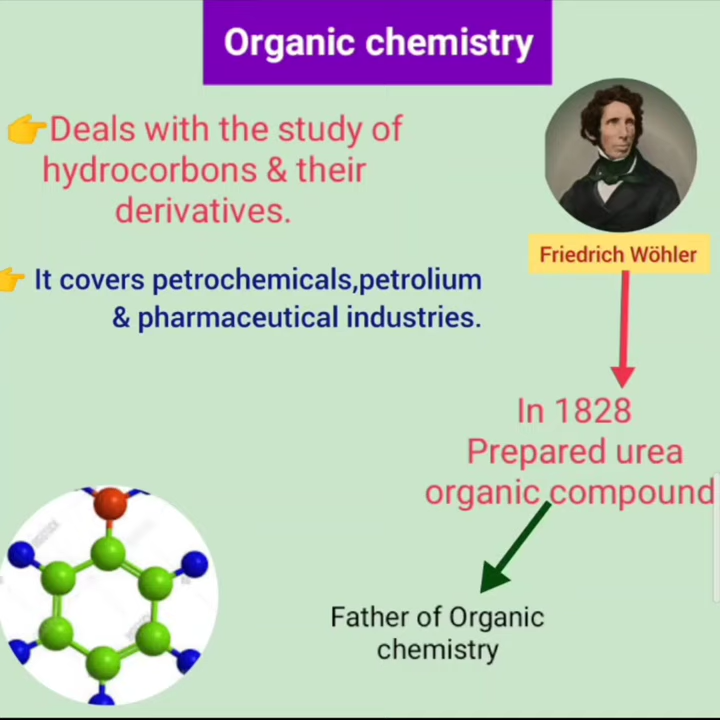 Organic chemistry
👉Deals with the study of
hydrocorbons & their
derivatives.
👉 It covers petrochemicals,petrolium
& pharmaceutical industries.
Friedrich Wöhler
In 1828
Prepared urea
organic compound
Father of Organic
chemistry